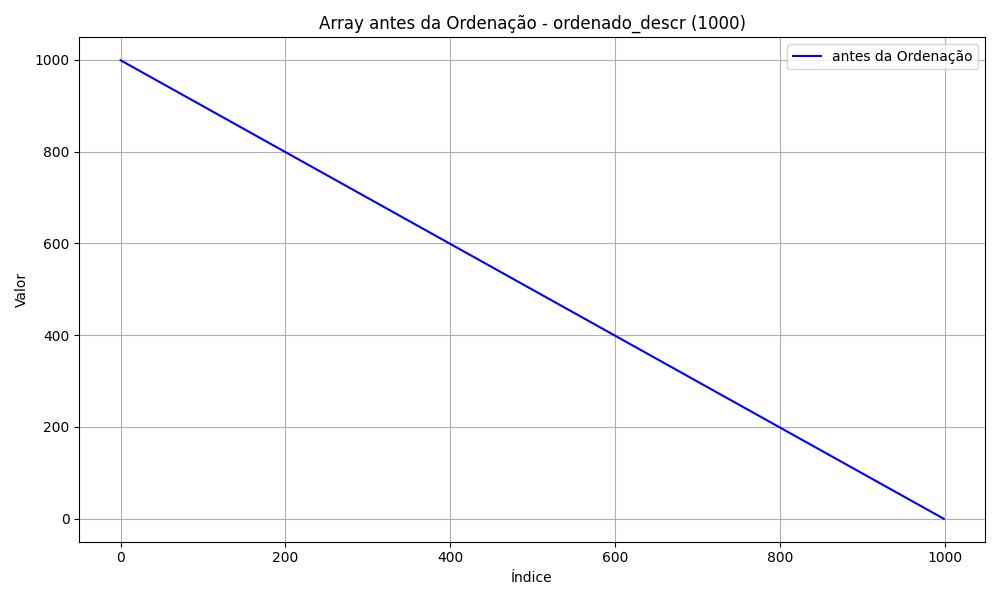 Array antes da Ordenação - ordenado_descr (1000)
antes da Ordenação
1000
800
600
400
200
0
Valor
0 200 400 600 800 1000
Índice